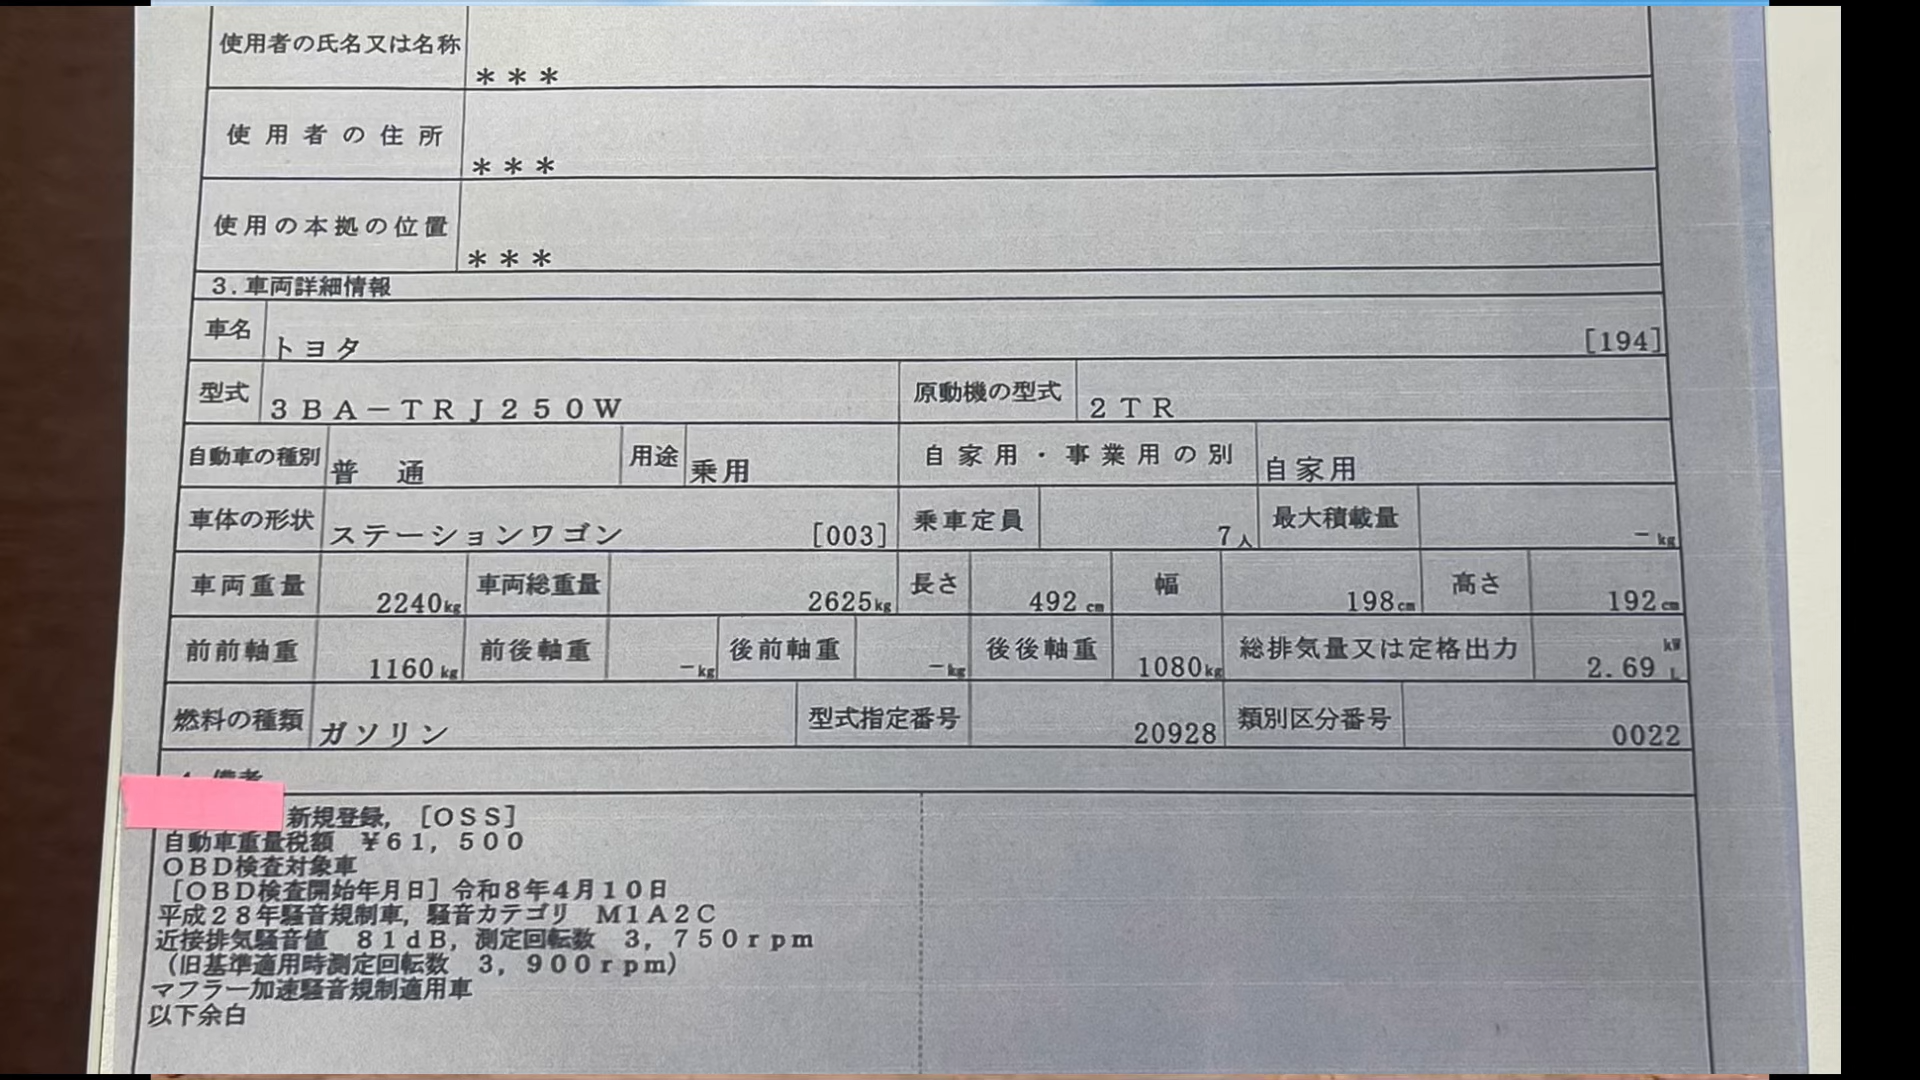 使用者の氏名又は名称
＊＊＊
使用者の住所
＊＊＊
使用の本拠の位置
＊＊＊
3.車両詳細情報
車名 トヨタ [194]
型式 3BA－TRJ250W 原動機の型式 2TR
自動車の種別 普 通 用途 乗用 自家用・事業用の別 自家用
車体の形状 ステーションワゴン [003] 乗車定員 7人 最大積載量 －kg
車両重量 2240kg 車両総重量 2625kg 長さ 492cm 幅 198cm 高さ 192cm
前前軸重 1160kg 前後軸重 －kg 後前軸重 －kg 後後軸重 1080kg 総排気量又は定格出力 kW 2.69 L
燃料の種類 ガソリン 型式指定番号 20928 類別区分番号 0022
備考
新規登録, [OSS]
自動車重量税額 ¥61,500
OBD検査対象車
[OBD検査開始年月日]令和8年4月10日
平成28年騒音規制車, 騒音カテゴリ M1A2C
近接排気騒音値 81dB, 測定回転数 3,750rpm
(旧基準適用時測定回転数 3,900rpm)
マフラー加速騒音規制適用車
以下余白